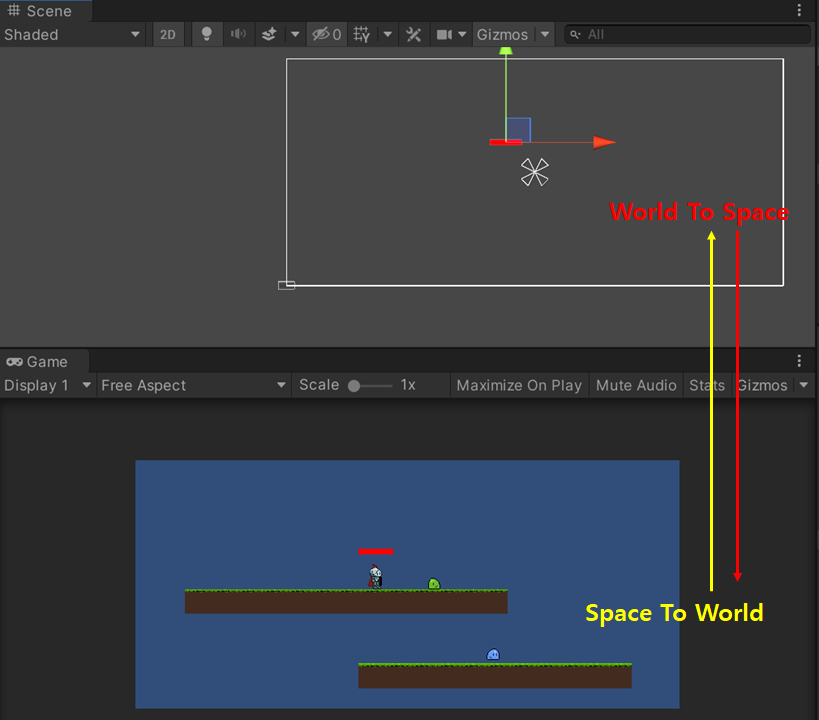 Scene
Shaded 2D 0 Gizmos All
World To Space
Game
Display 1 Free Aspect Scale 1x Maximize On Play Mute Audio Stats Gizmos
Space To World